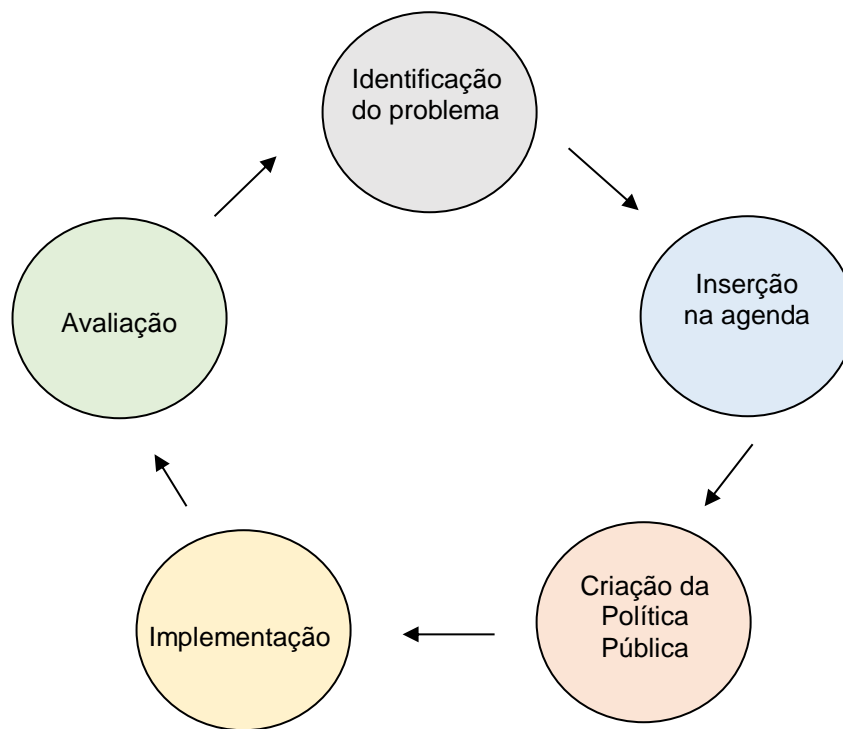 Identificação
do problema
Inserção
na agenda
Criação da
Política
Pública
Implementação
Avaliação